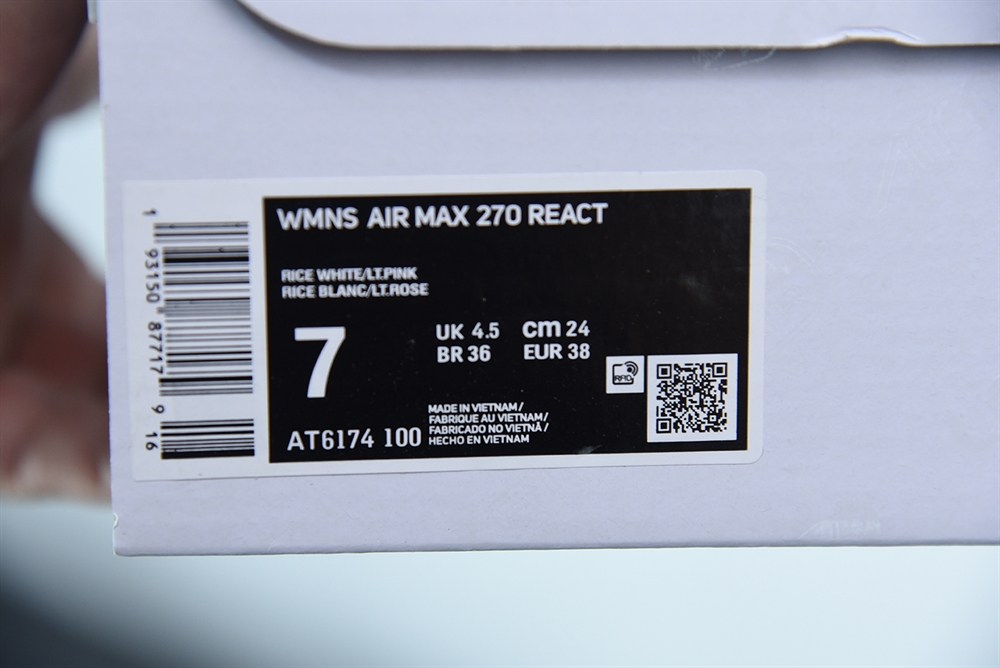 WMNS AIR MAX 270 REACT
RICE WHITE/LT.PINK
RICE BLANC/LT.ROSE
7
UK 4.5 cm 24
BR 36 EUR 38
RFID
MADE IN VIETNAM/
FABRIQUE AU VIETNAM/
FABRICADO NO VIETNÃ/
HECHO EN VIETNAM
AT6174 100
1 93150 87717 9 16